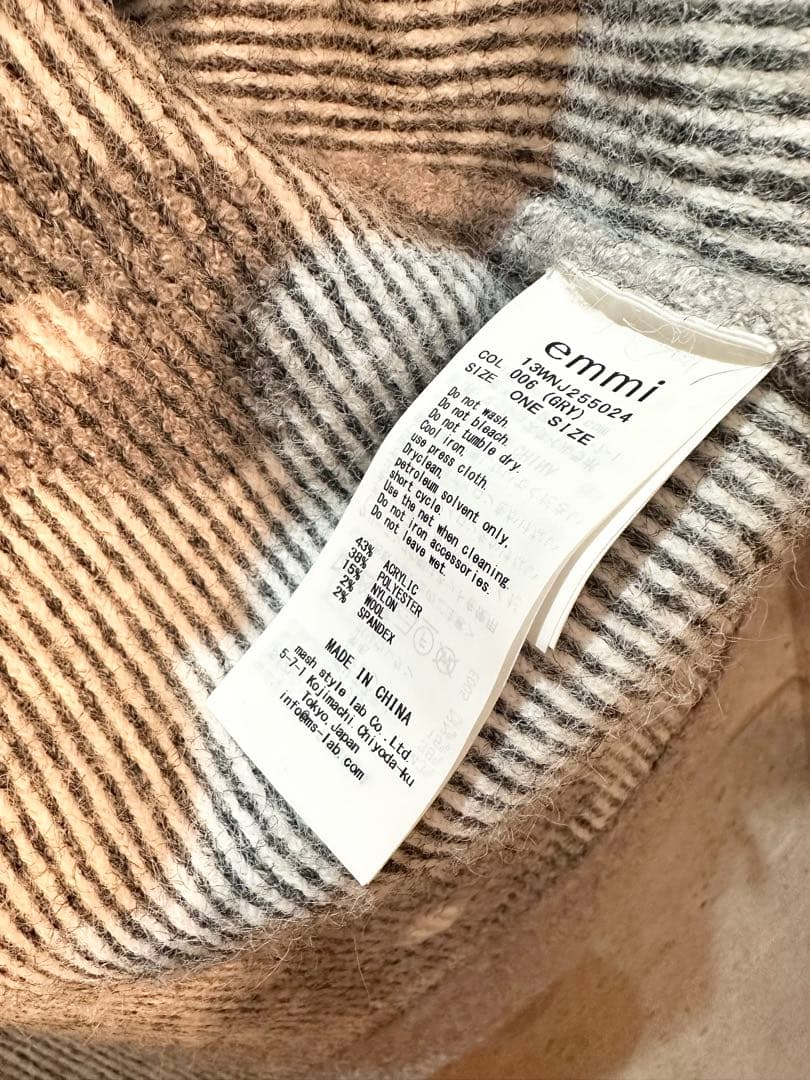 emmi
13WNJ255024
COL 006 (GRY)
SIZE ONE SIZE
Do not wash.
Do not bleach.
Do not tumble dry.
Cool iron.
use press cloth.
Dryclean.
petroleum solvent only.
short cycle.
Use the net when cleaning.
Do not iron accessories.
Do not leave wet.
43% ACRYLIC
38% POLYESTER
15% NYLON
2% WOOL
2% SPANDEX
MADE IN CHINA
mash style lab Co.,Ltd.
5-7-1 Kojimachi,Chiyoda-ku
Tokyo,Japan
info@ms-lab.com